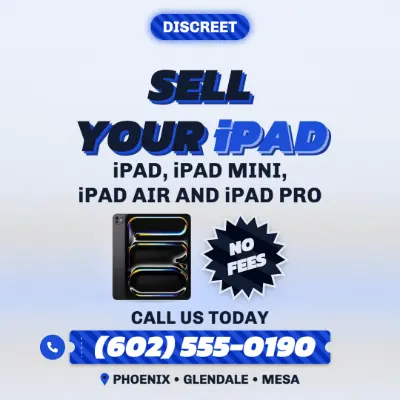 DISCREET
SELL
YOUR iPAD
iPAD, iPAD MINI,
iPAD AIR AND iPAD PRO
NO
FEES
CALL US TODAY
(602) 555-0190
PHOENIX • GLENDALE • MESA